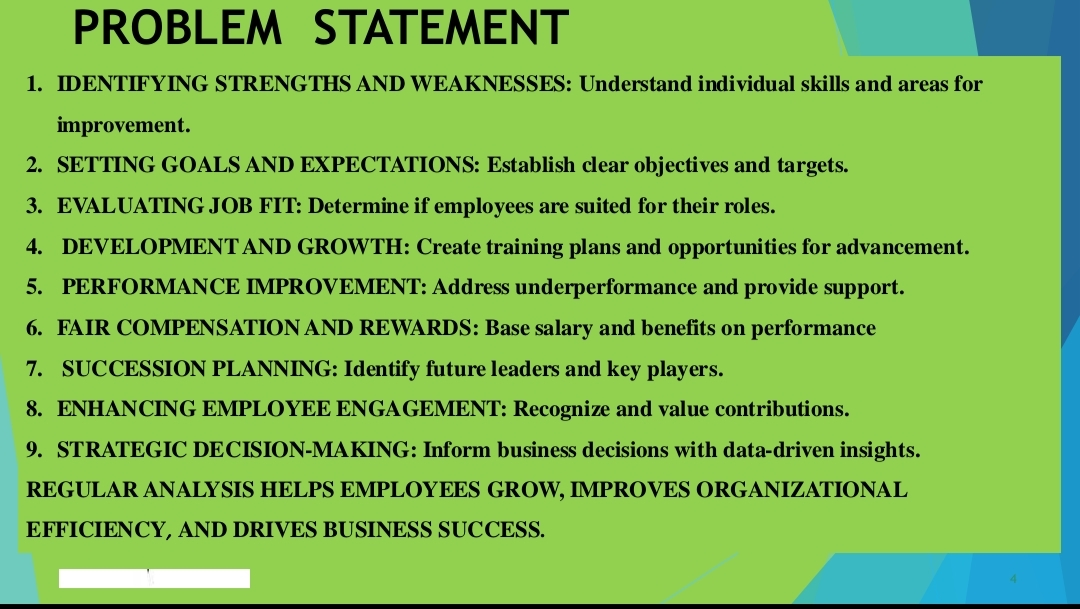 PROBLEM STATEMENT
1. IDENTIFYING STRENGTHS AND WEAKNESSES: Understand individual skills and areas for
improvement.
2. SETTING GOALS AND EXPECTATIONS: Establish clear objectives and targets.
3. EVALUATING JOB FIT: Determine if employees are suited for their roles.
4. DEVELOPMENT AND GROWTH: Create training plans and opportunities for advancement.
5. PERFORMANCE IMPROVEMENT: Address underperformance and provide support.
6. FAIR COMPENSATION AND REWARDS: Base salary and benefits on performance
7. SUCCESSION PLANNING: Identify future leaders and key players.
8. ENHANCING EMPLOYEE ENGAGEMENT: Recognize and value contributions.
9. STRATEGIC DECISION-MAKING: Inform business decisions with data-driven insights.
REGULAR ANALYSIS HELPS EMPLOYEES GROW, IMPROVES ORGANIZATIONAL
EFFICIENCY, AND DRIVES BUSINESS SUCCESS.
4